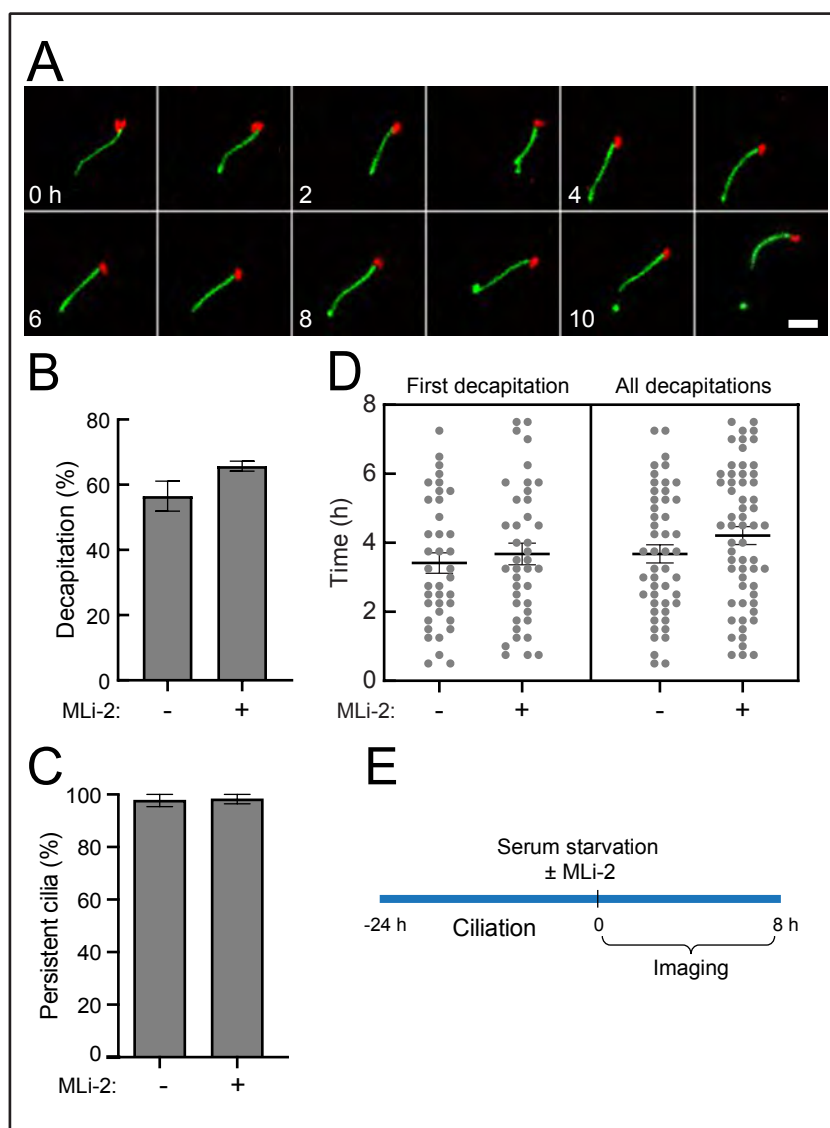 A
0 h 2 4
6 8 10
B
Decapitation (%)
80
60
40
20
0
MLi-2: - +
C
Persistent cilia (%)
100
80
60
40
20
0
MLi-2: - +
D
First decapitation All decapitations
Time (h)
8
6
4
2
0
MLi-2: - + - +
E
Serum starvation
± MLi-2
-24 h Ciliation 0 8 h
Imaging